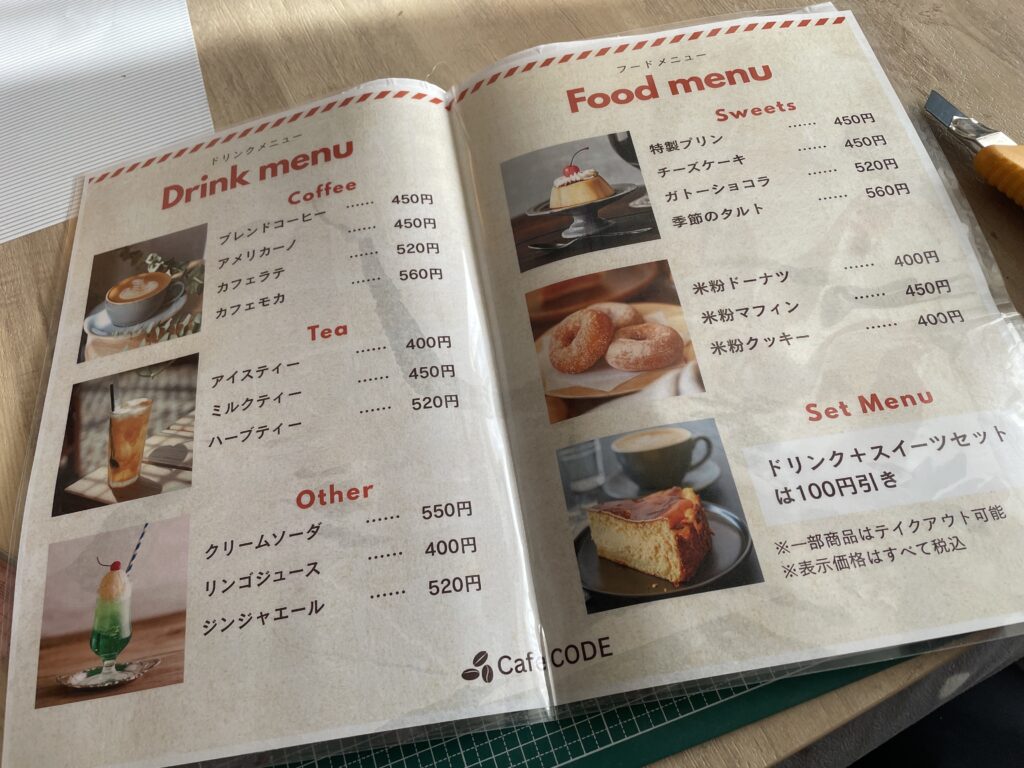 ドリンクメニュー
Drink menu
Coffee
ブレンドコーヒー ...... 450円
アメリカーノ ...... 450円
カフェラテ ...... 520円
カフェモカ ...... 560円
Tea
アイスティー ...... 400円
ミルクティー ...... 450円
ハーブティー ...... 520円
Other
クリームソーダ ...... 550円
リンゴジュース ...... 400円
ジンジャエール ...... 520円
フードメニュー
Food menu
Sweets
特製プリン ...... 450円
チーズケーキ ...... 450円
ガトーショコラ ...... 520円
季節のタルト ...... 560円
米粉ドーナツ ...... 400円
米粉マフィン ...... 450円
米粉クッキー ...... 400円
Set Menu
ドリンク+スイーツセット
は100円引き
※一部商品はテイクアウト可能
※表示価格はすべて税込
Cafe CODE